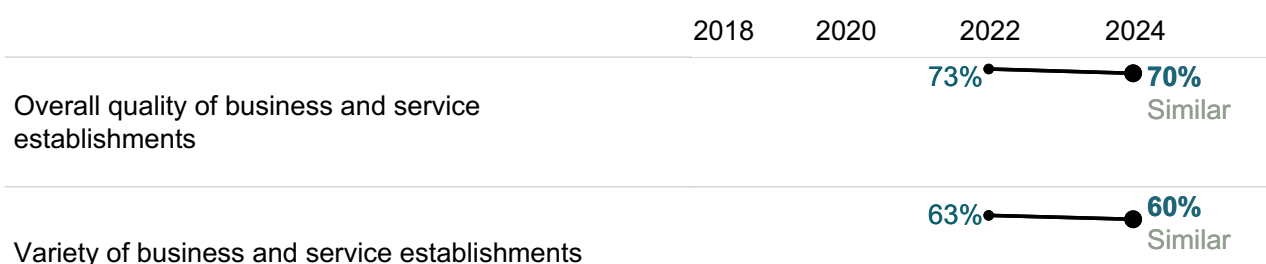 2018 2020 2022 2024
73% 70%
Similar
Overall quality of business and service
establishments
63% 60%
Similar
Variety of business and service establishments